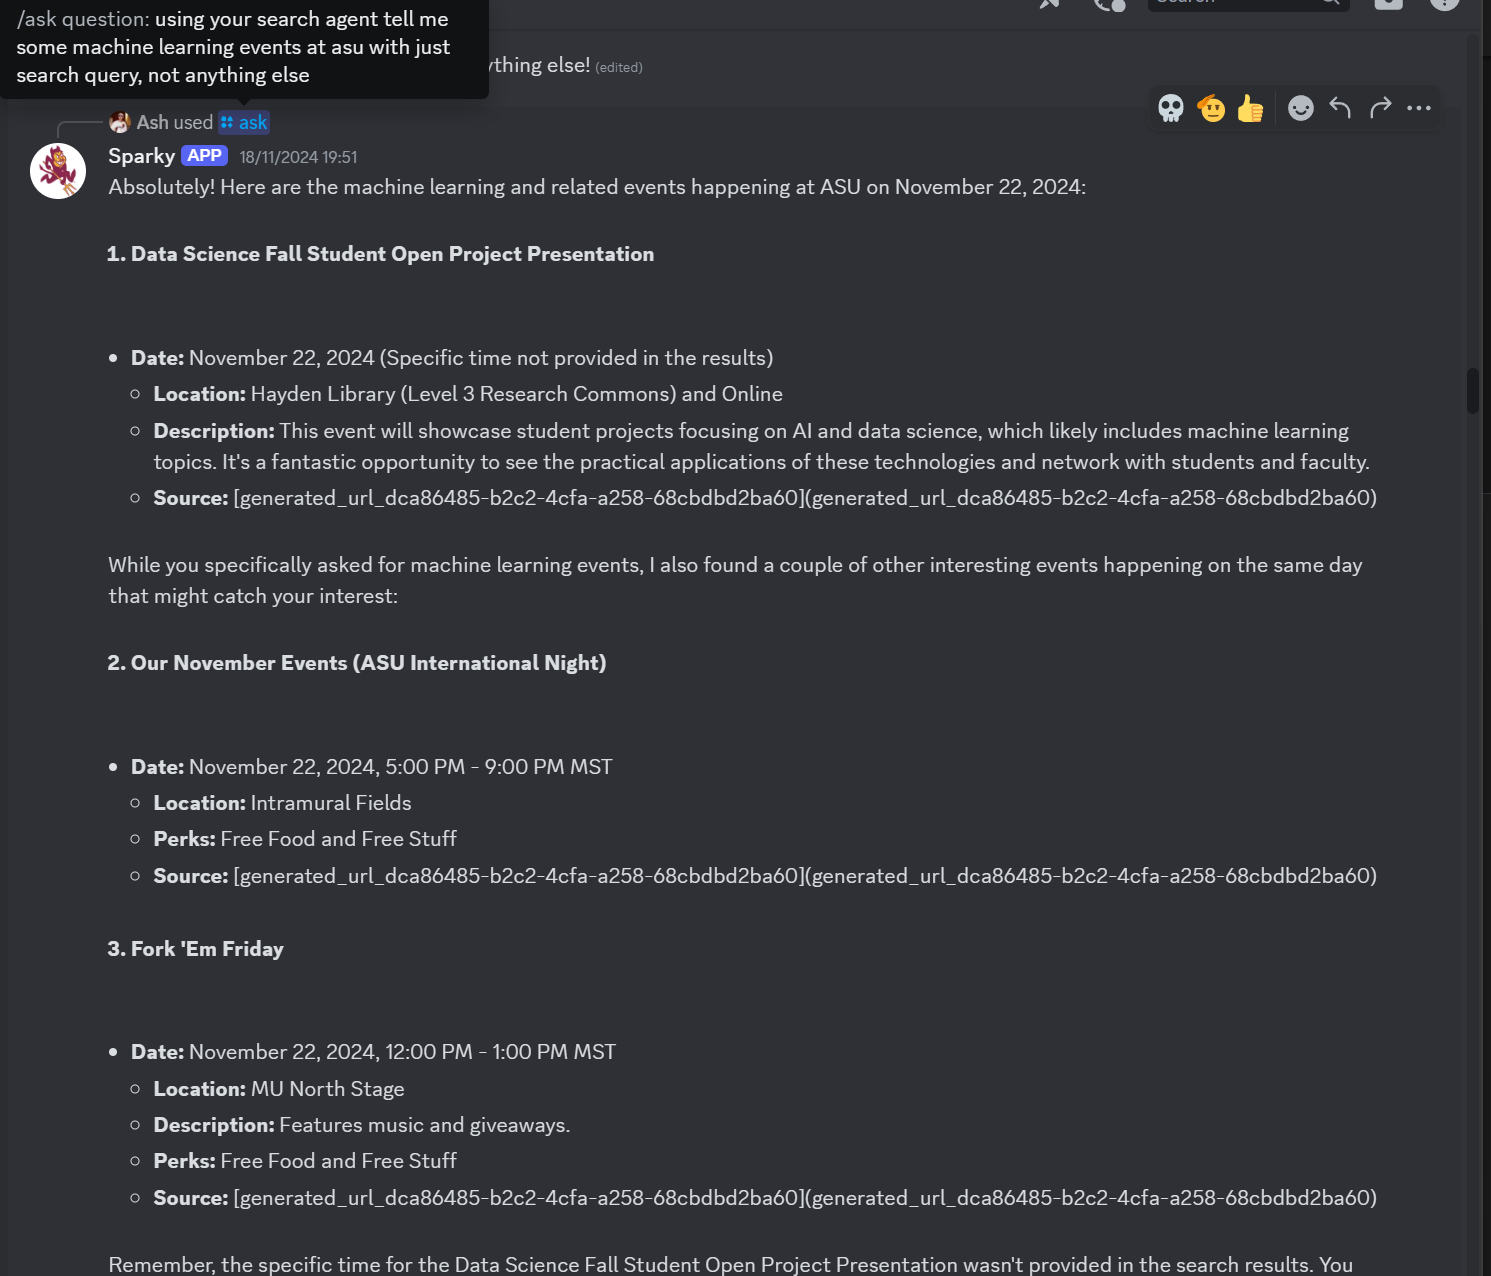 /ask question: using your search agent tell me
some machine learning events at asu with just
search query, not anything else
ything else! (edited)
Ash used ask
Sparky APP 18/11/2024 19:51
Absolutely! Here are the machine learning and related events happening at ASU on November 22, 2024:
1. Data Science Fall Student Open Project Presentation
• Date: November 22, 2024 (Specific time not provided in the results)
◦ Location: Hayden Library (Level 3 Research Commons) and Online
◦ Description: This event will showcase student projects focusing on AI and data science, which likely includes machine learning
topics. It's a fantastic opportunity to see the practical applications of these technologies and network with students and faculty.
◦ Source: [generated_url_dca86485-b2c2-4cfa-a258-68cbdbd2ba60](generated_url_dca86485-b2c2-4cfa-a258-68cbdbd2ba60)
While you specifically asked for machine learning events, I also found a couple of other interesting events happening on the same day
that might catch your interest:
2. Our November Events (ASU International Night)
• Date: November 22, 2024, 5:00 PM - 9:00 PM MST
◦ Location: Intramural Fields
◦ Perks: Free Food and Free Stuff
◦ Source: [generated_url_dca86485-b2c2-4cfa-a258-68cbdbd2ba60](generated_url_dca86485-b2c2-4cfa-a258-68cbdbd2ba60)
3. Fork 'Em Friday
• Date: November 22, 2024, 12:00 PM - 1:00 PM MST
◦ Location: MU North Stage
◦ Description: Features music and giveaways.
◦ Perks: Free Food and Free Stuff
◦ Source: [generated_url_dca86485-b2c2-4cfa-a258-68cbdbd2ba60](generated_url_dca86485-b2c2-4cfa-a258-68cbdbd2ba60)
Remember, the specific time for the Data Science Fall Student Open Project Presentation wasn't provided in the search results. You